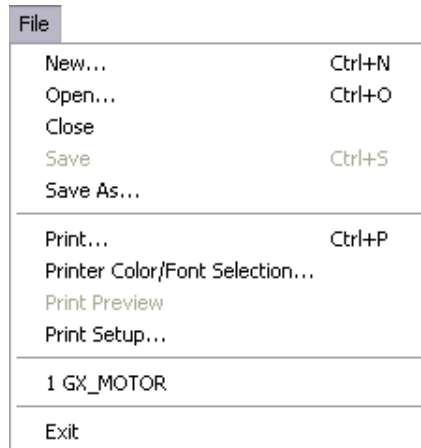 File
New... Ctrl+N
Open... Ctrl+O
Close
Save Ctrl+S
Save As...
Print... Ctrl+P
Printer Color/Font Selection...
Print Preview
Print Setup...
1 GX_MOTOR
Exit